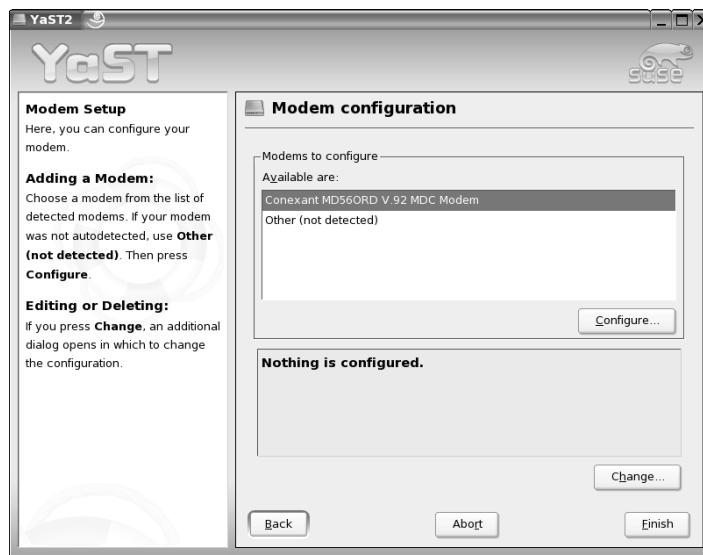 YaST2
YaST
suse
Modem Setup
Here, you can configure your
modem.
Adding a Modem:
Choose a modem from the list of
detected modems. If your modem
was not autodetected, use Other
(not detected). Then press
Configure.
Editing or Deleting:
If you press Change, an additional
dialog opens in which to change
the configuration.
Modem configuration
Modems to configure
Available are:
Conexant MD56ORD V.92 MDC Modem
Other (not detected)
Configure...
Nothing is configured.
Change...
Back
Abort
Finish